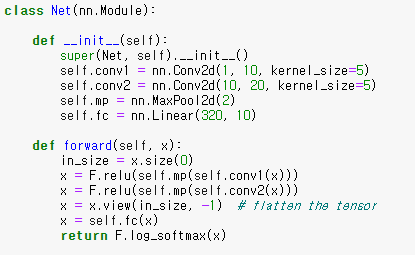 class Net(nn.Module):
def __init__(self):
super(Net, self).__init__()
self.conv1 = nn.Conv2d(1, 10, kernel_size=5)
self.conv2 = nn.Conv2d(10, 20, kernel_size=5)
self.mp = nn.MaxPool2d(2)
self.fc = nn.Linear(320, 10)
def forward(self, x):
in_size = x.size(0)
x = F.relu(self.mp(self.conv1(x)))
x = F.relu(self.mp(self.conv2(x)))
x = x.view(in_size, -1)  # flatten the tensor
x = self.fc(x)
return F.log_softmax(x)